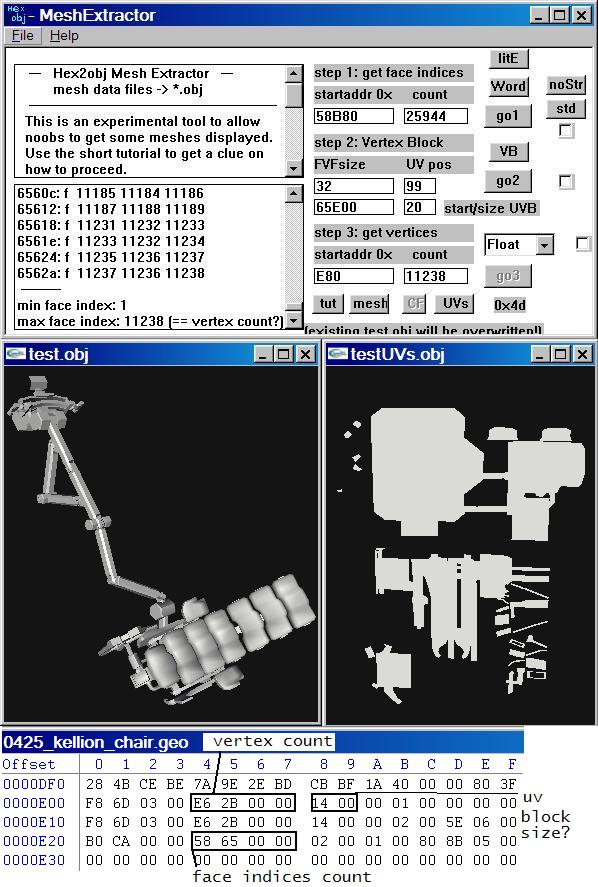 Hex obj- MeshExtractor
File Help
— Hex2obj Mesh Extractor —
mesh data files -> *.obj
This is an experimental tool to allow
noobs to get some meshes displayed.
Use the short tutorial to get a clue on
how to proceed.
6560c: f 11185 11184 11186
65612: f 11187 11188 11189
65618: f 11231 11232 11233
6561e: f 11233 11232 11234
65624: f 11235 11236 11237
6562a: f 11237 11236 11238
min face index: 1
max face index: 11238 (== vertex count?)
step 1: get face indices
startaddr 0x count
58B80 25944
step 2: Vertex Block
FVFsize UV pos
32 99
65E00 20 start/size UVB
step 3: get vertices
startaddr 0x count
E80 11238
tut mesh CF UVs
(existing test.obj will be overwritten!)
litE
Word noStr
go1 std
VB
go2
Float
go3
0x4d
test.obj
testUVs.obj
0425_kellion_chair.geo vertex count
Offset 0 1 2 3 4 5 6 7 8 9 A B C D E F
0000DF0 28 4B CE BE 7A 9E 2E BD CB BF 1A 40 00 00 80 3F
0000E00 F8 6D 03 00 E6 2B 00 00 14 00 00 01 00 00 00 00
0000E10 F8 6D 03 00 E6 2B 00 00 14 00 00 02 00 5E 06 00
0000E20 B0 CA 00 00 58 65 00 00 02 00 01 00 80 8B 05 00
0000E30 00 00 00 00 00 00 00 00 00 00 00 00 00 00 00 00
uv
block
size?
face indices count